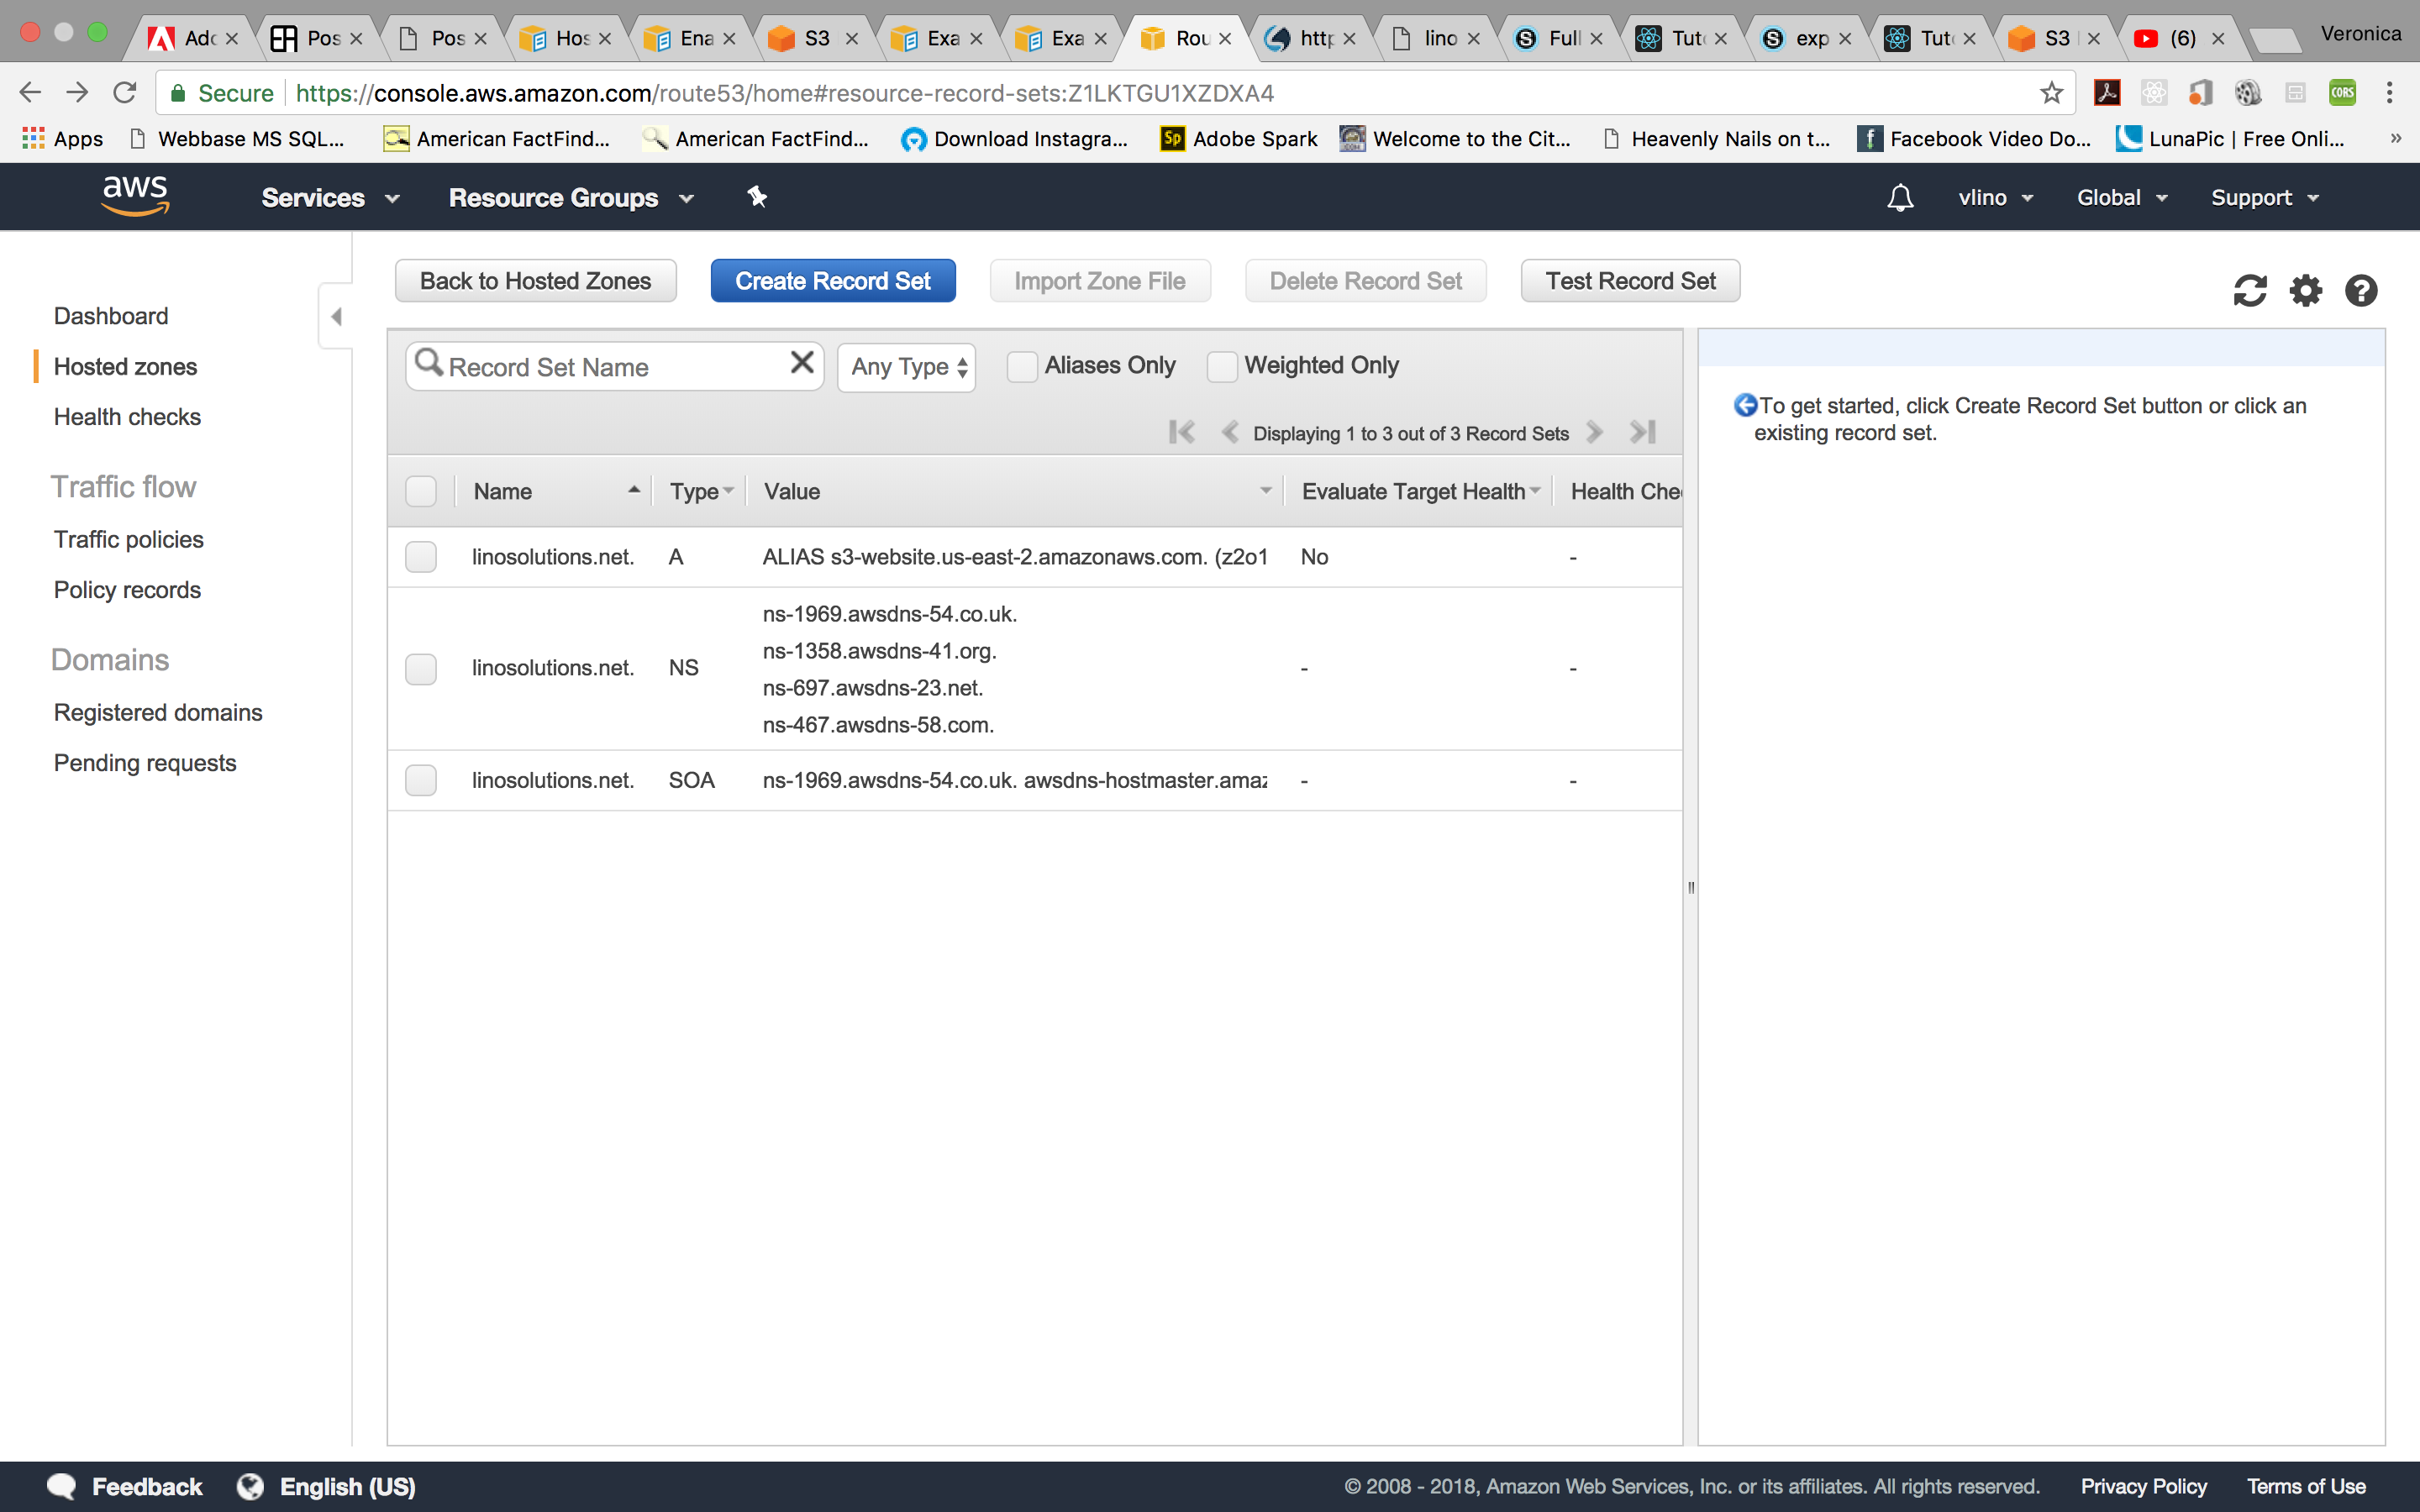 Adc Pos Pos Hos Ena S3 Exa Exa Rou http lino Full Tuto exp Tuto S3 (6) Veronica
Secure https://console.aws.amazon.com/route53/home#resource-record-sets:Z1LKTGU1XZDXA4 CORS
Apps Webbase MS SQL... American FactFind... American FactFind... Download Instagra... Sp Adobe Spark Welcome to the Cit... Heavenly Nails on t... Facebook Video Do... LunaPic | Free Onli... »
aws Services Resource Groups vlino Global Support
Back to Hosted Zones Create Record Set Import Zone File Delete Record Set Test Record Set
Dashboard
Hosted zones
Health checks
Traffic flow
Traffic policies
Policy records
Domains
Registered domains
Pending requests
Record Set Name Any Type Aliases Only Weighted Only
Displaying 1 to 3 out of 3 Record Sets
Name Type Value Evaluate Target Health Health Che
linosolutions.net. A ALIAS s3-website.us-east-2.amazonaws.com. (z2o1 No -
ns-1969.awsdns-54.co.uk.
ns-1358.awsdns-41.org.
linosolutions.net. NS - -
ns-697.awsdns-23.net.
ns-467.awsdns-58.com.
linosolutions.net. SOA ns-1969.awsdns-54.co.uk. awsdns-hostmaster.amaz - -
To get started, click Create Record Set button or click an
existing record set.
Feedback English (US) © 2008 - 2018, Amazon Web Services, Inc. or its affiliates. All rights reserved. Privacy Policy Terms of Use